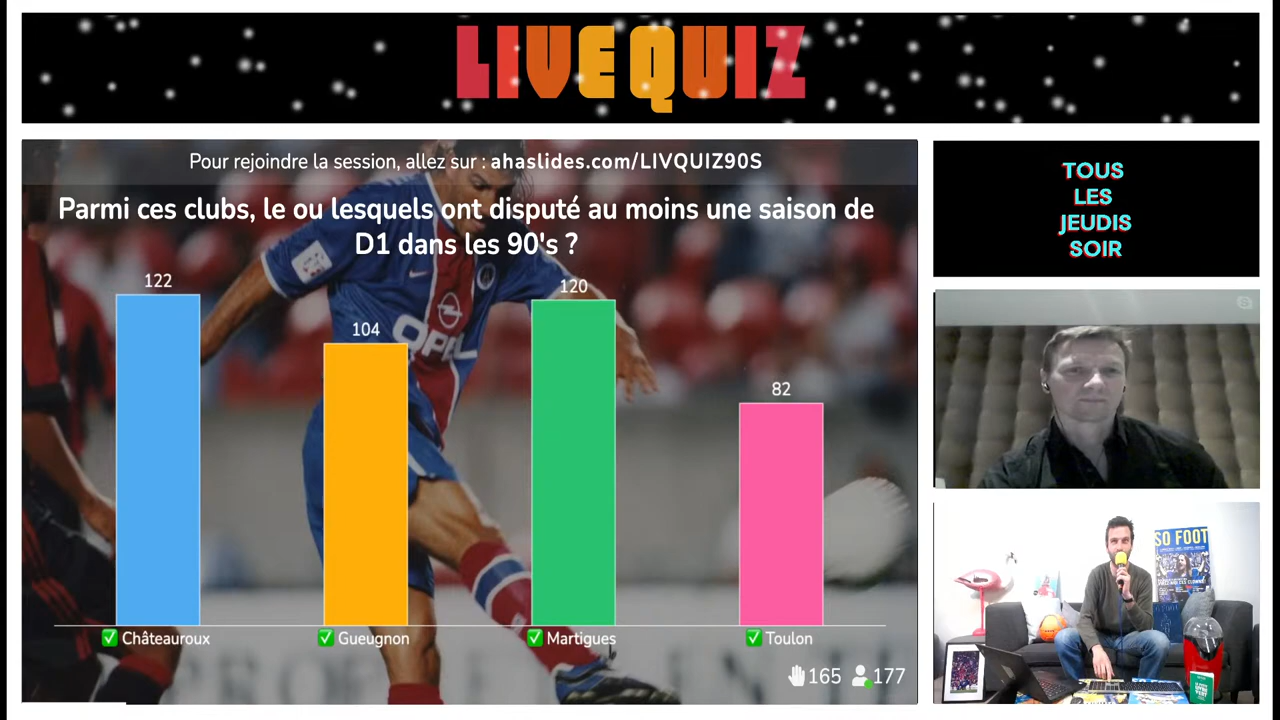 LIVE QUIZ
Pour rejoindre la session, allez sur : ahaslides.com/LIVQUIZ90S
Parmi ces clubs, le ou lesquels ont disputé au moins une saison de
D1 dans les 90's ?
122
104
120
82
OPEL
✅ Châteauroux
✅ Gueugnon
✅ Martigues
✅ Toulon
165
177
TOUS
LES
JEUDIS
SOIR
SO FOOT